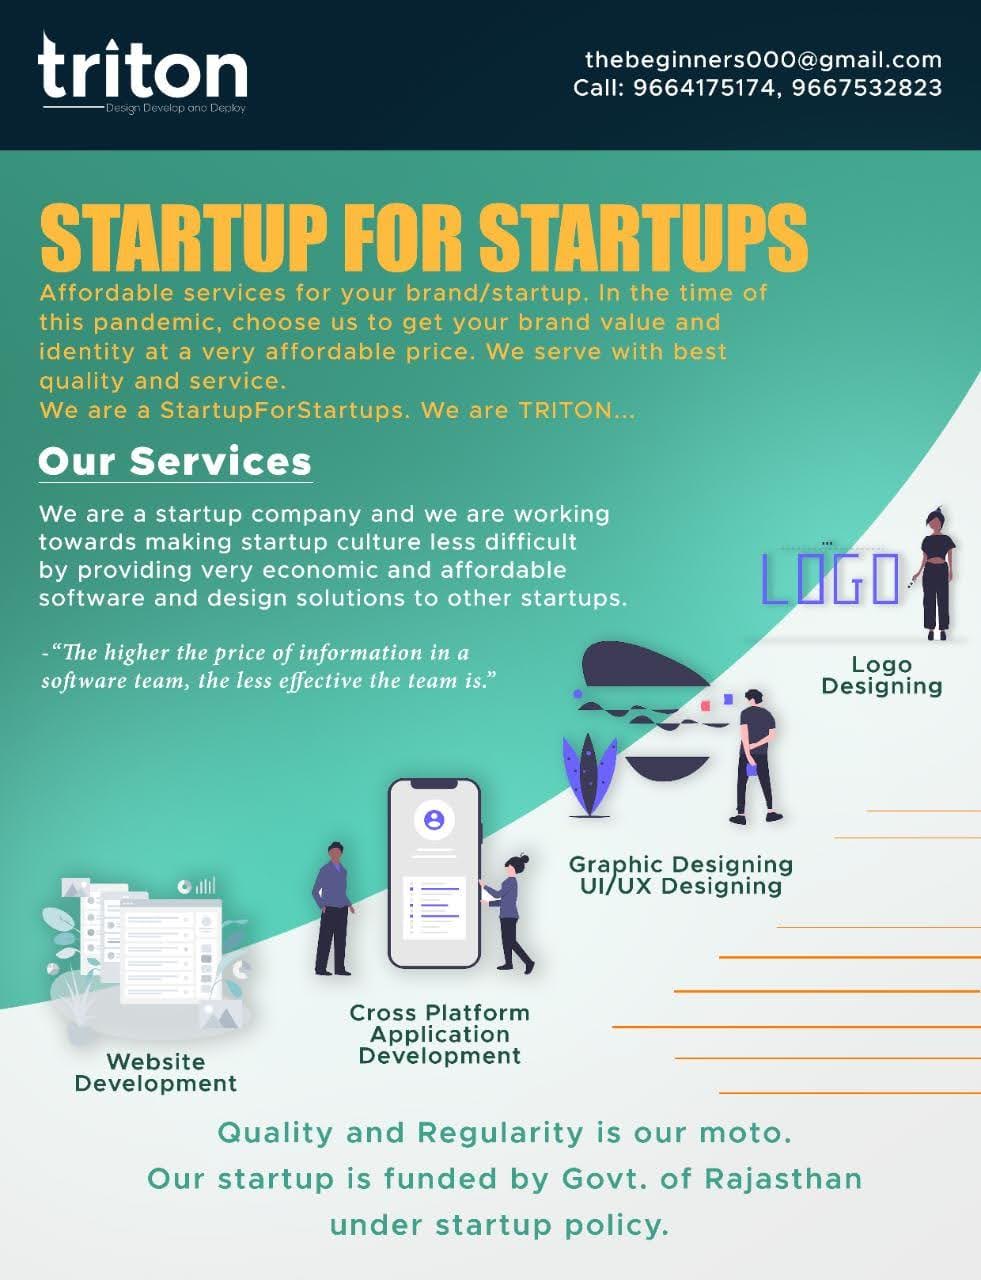 triton
Design Develop and Deploy
thebeginners000@gmail.com
Call: 9664175174, 9667532823
STARTUP FOR STARTUPS
Affordable services for your brand/startup. In the time of
this pandemic, choose us to get your brand value and
identity at a very affordable price. We serve with best
quality and service.
We are a StartupForStartups. We are TRITON...
Our Services
We are a startup company and we are working
towards making startup culture less difficult
by providing very economic and affordable
software and design solutions to other startups.
-“The higher the price of information in a
software team, the less effective the team is.”
LOGO
Logo
Designing
Graphic Designing
UI/UX Designing
Cross Platform
Application
Development
Website
Development
Quality and Regularity is our moto.
Our startup is funded by Govt. of Rajasthan
under startup policy.